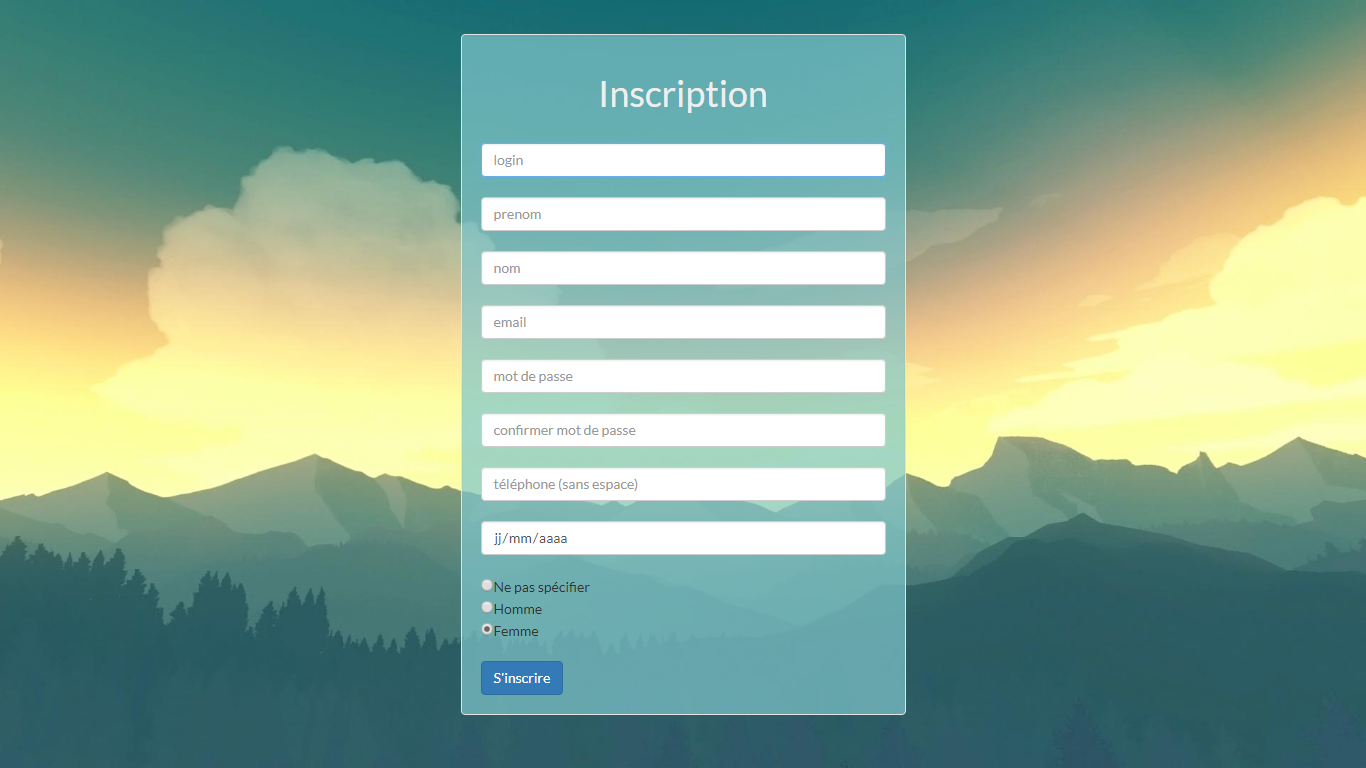 Inscription
login
prenom
nom
email
mot de passe
confirmer mot de passe
téléphone (sans espace)
jj/mm/aaaa
Ne pas spécifier
Homme
Femme
S'inscrire